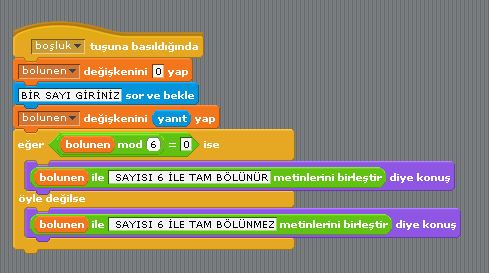 boşluk tuşuna basıldığında
bolunen değişkenini 0 yap
BİR SAYI GİRİNİZ sor ve bekle
bolunen değişkenini yanıt yap
eğer bolunen mod 6 = 0 ise
bolunen ile SAYISI 6 İLE TAM BÖLÜNÜR metinlerini birleştir diye konuş
öyle değilse
bolunen ile SAYISI 6 İLE TAM BÖLÜNMEZ metinlerini birleştir diye konuş